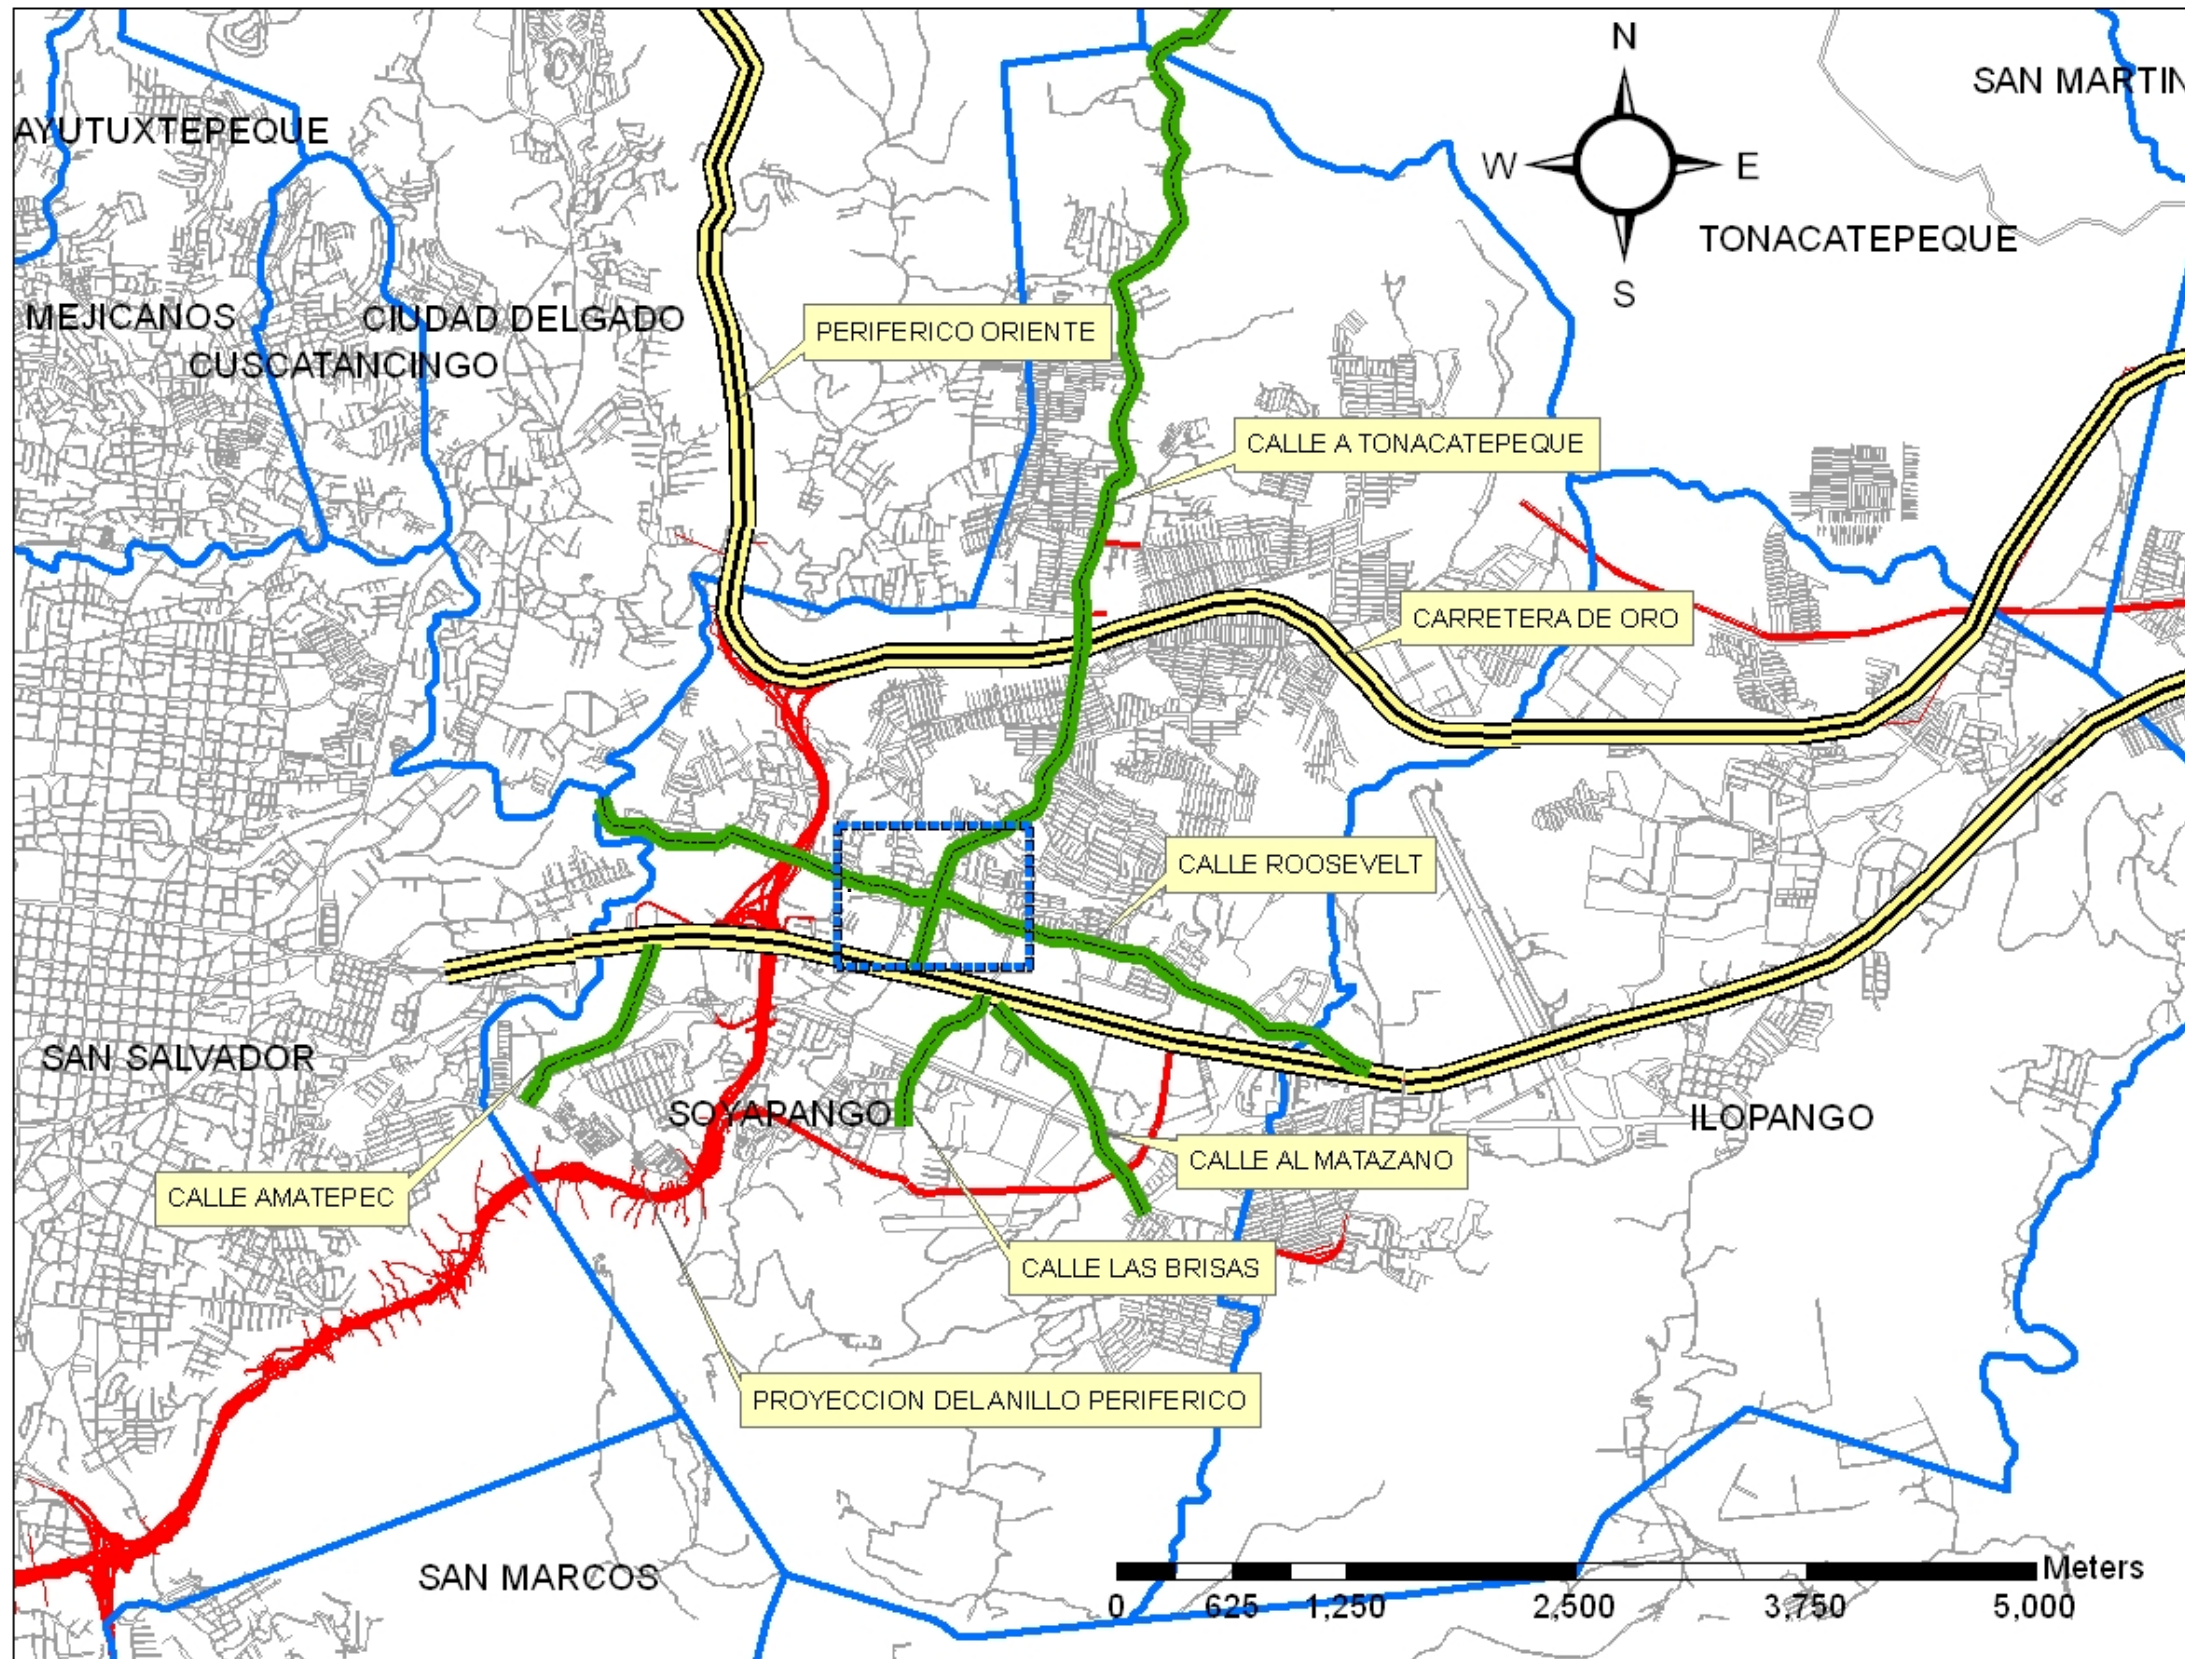 N
SAN MARTIN
AYUTUXTEPEQUE
W
E
TONACATEPEQUE
S
MEJICANOS
CIUDAD DELGADO
PERIFERICO ORIENTE
CUSCATANCINGO
CALLE A TONACATEPEQUE
CARRETERA DE ORO
CALLE ROOSEVELT
SAN SALVADOR
SOYAPANGO
ILOPANGO
CALLE AL MATAZANO
CALLE AMATEPEC
CALLE LAS BRISAS
PROYECCION DEL ANILLO PERIFERICO
SAN MARCOS
Meters
0 625 1,250 2,500 3,750 5,000